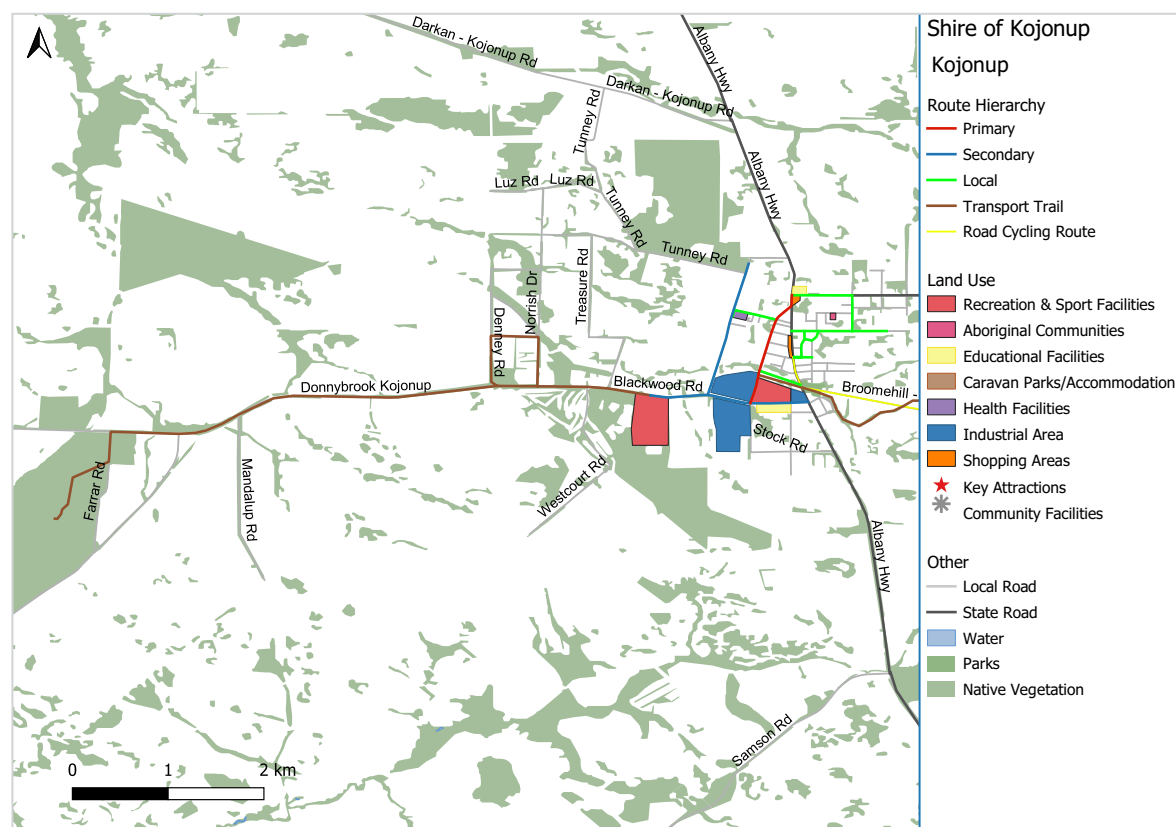 Shire of Kojonup
Kojonup
Route Hierarchy
Primary
Secondary
Local
Transport Trail
Road Cycling Route
Land Use
Recreation & Sport Facilities
Aboriginal Communities
Educational Facilities
Caravan Parks/Accommodation
Health Facilities
Industrial Area
Shopping Areas
Key Attractions
Community Facilities
Other
Local Road
State Road
Water
Parks
Native Vegetation
Darkan - Kojonup Rd
Albany Hwy
Darkan - Kojonup Rd
Tunney Rd
Albany Hwy
Luz Rd
Luz Rd
Tunney Rd
Tunney Rd
Treasure Rd
Norrish Dr
Denney Rd
Donnybrook Kojonup
Blackwood Rd
Broomehill -
Stock Rd
Farrar Rd
Mandalup Rd
Westcourt Rd
Albany Hwy
Samson Rd
0 1 2 km